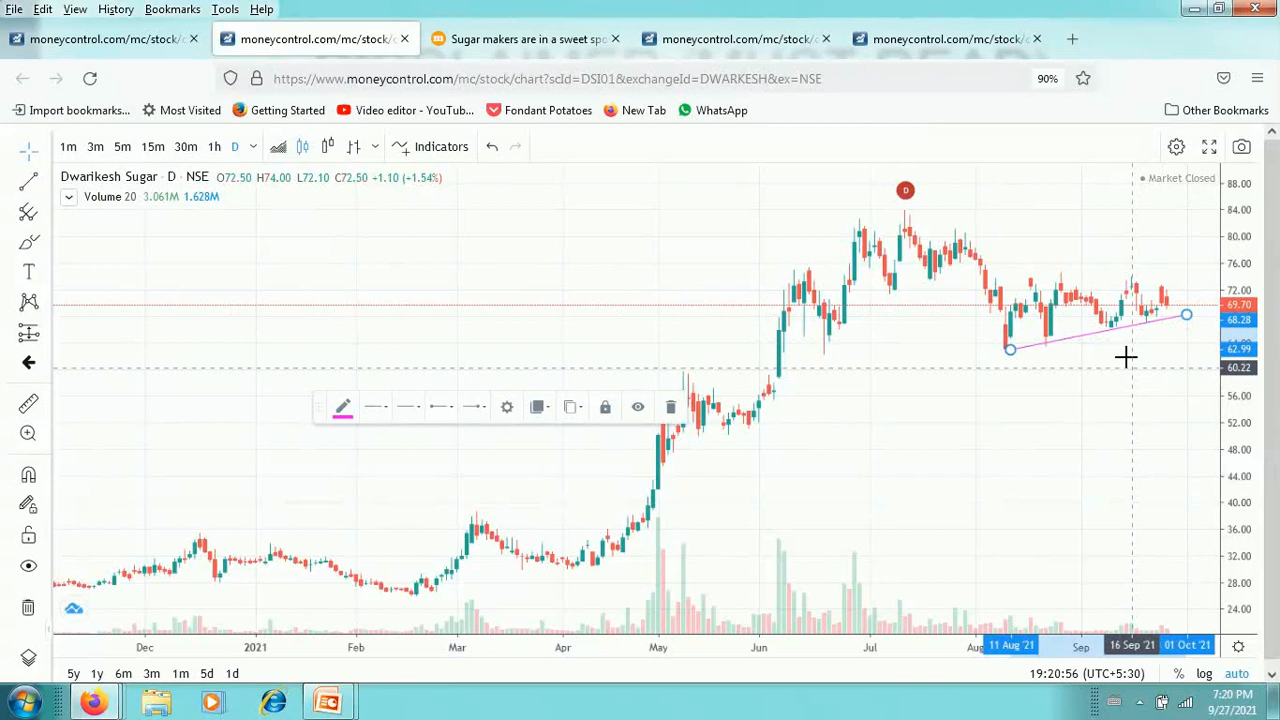 File Edit View History Bookmarks Tools Help
moneycontrol.com/mc/stock/c moneycontrol.com/mc/stock/c Sugar makers are in a sweet spo moneycontrol.com/mc/stock/c moneycontrol.com/mc/stock/c
https://www.moneycontrol.com/mc/stock/chart?scId=DSI01&exchangeId=DWARKESH&ex=NSE 90%
Import bookmarks... Most Visited Getting Started Video editor - YouTub... Fondant Potatoes New Tab WhatsApp Other Bookmarks
1m 3m 5m 15m 30m 1h D Indicators
Dwarikesh Sugar · D · NSE O72.50 H74.00 L72.10 C72.50 +1.10 (+1.54%) Market Closed
Volume 20 3.061M 1.628M
D
88.00
84.00
80.00
76.00
72.00
69.70
68.28
62.99
60.22
56.00
52.00
48.00
44.00
40.00
36.00
32.00
28.00
24.00
Dec 2021 Feb Mar Apr May Jun Jul Aug 11 Aug '21 Sep 16 Sep '21 01 Oct '21
5y 1y 6m 3m 1m 5d 1d 19:20:56 (UTC+5:30) % log auto
7:20 PM
9/27/2021